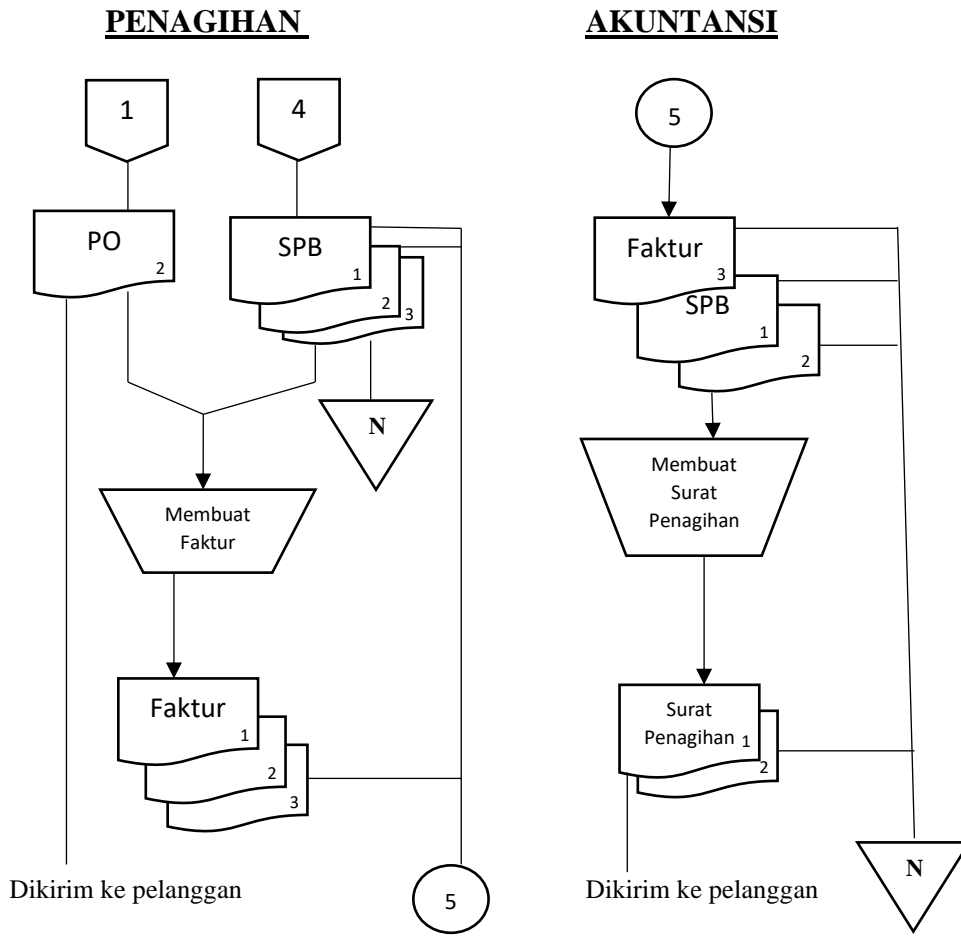 PENAGIHAN
1
4
PO
2
SPB
1
2
3
N
Membuat
Faktur
Faktur
1
2
3
Dikirim ke pelanggan
5
AKUNTANSI
5
Faktur
3
SPB
1
2
Membuat
Surat
Penagihan
Surat
Penagihan 1
2
Dikirim ke pelanggan
N